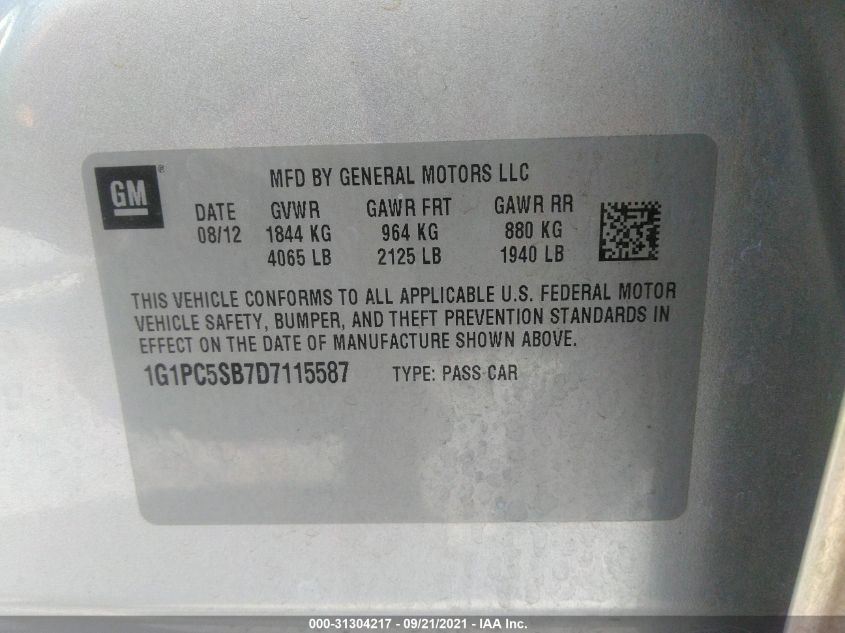 GM ®
MFD BY GENERAL MOTORS LLC
DATE GVWR GAWR FRT GAWR RR
08/12 1844 KG 964 KG 880 KG
4065 LB 2125 LB 1940 LB
THIS VEHICLE CONFORMS TO ALL APPLICABLE U.S. FEDERAL MOTOR
VEHICLE SAFETY, BUMPER, AND THEFT PREVENTION STANDARDS IN
EFFECT ON THE DATE OF MANUFACTURE SHOWN ABOVE.
1G1PC5SB7D7115587 TYPE: PASS CAR
000-31304217 - 09/21/2021 - IAA Inc.